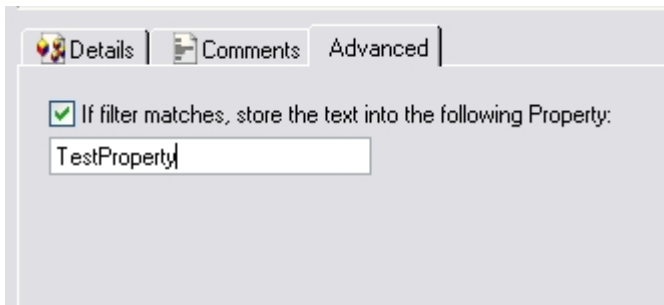 Details Comments Advanced
If filter matches, store the text into the following Property:
TestProperty